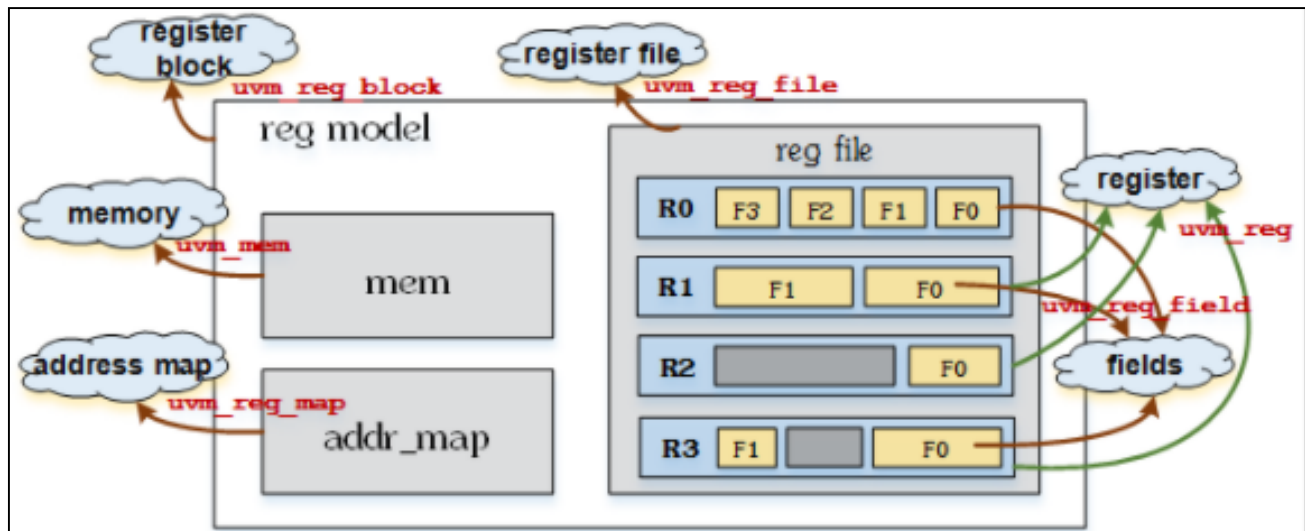 register
block
uvm_reg_block
register file
uvm_reg_file
reg model
reg file
register
uvm_reg
memory
uvm_mem
mem
address map
uvm_reg_map
addr_map
R0 F3 F2 F1 F0
R1 F1 F0
uvm_reg_field
R2 F0
fields
R3 F1 F0